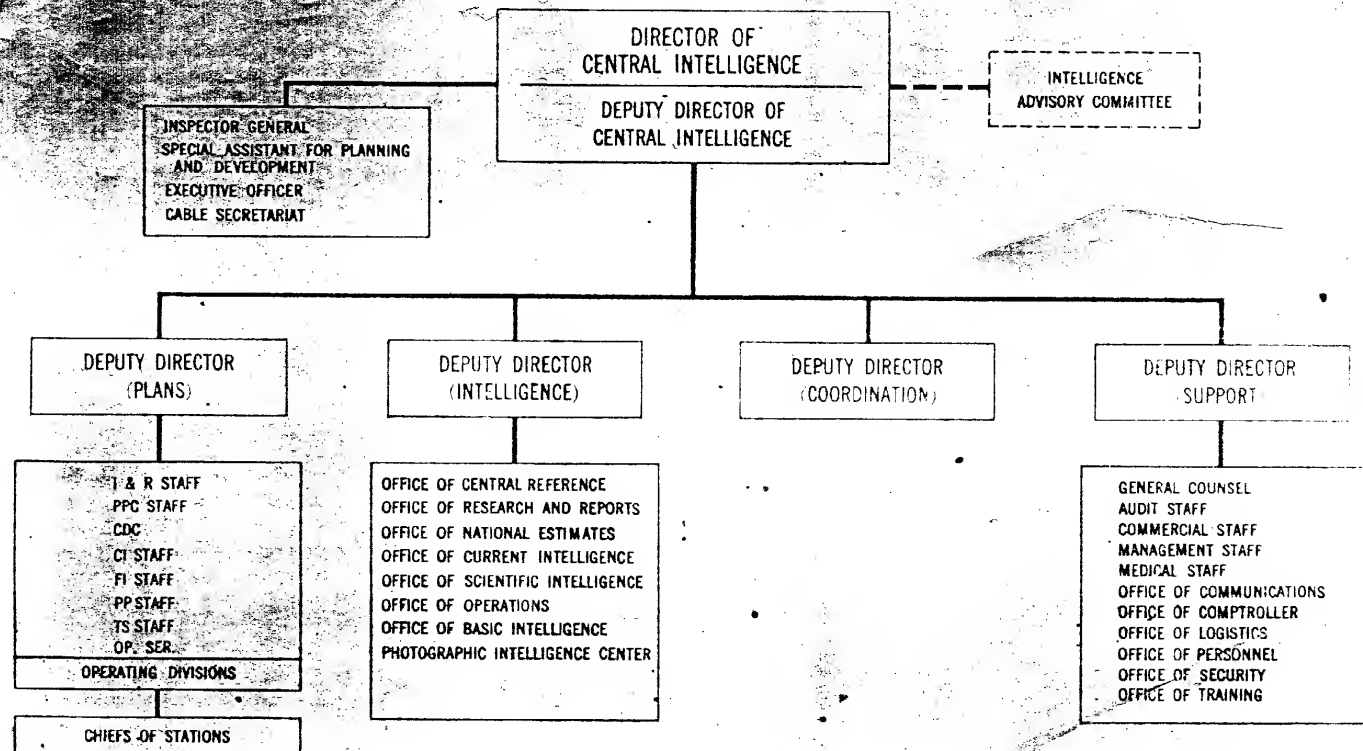 DIRECTOR OF
CENTRAL INTELLIGENCE
DEPUTY DIRECTOR OF
CENTRAL INTELLIGENCE
INTELLIGENCE
ADVISORY COMMITTEE
INSPECTOR GENERAL
SPECIAL ASSISTANT FOR PLANNING
AND DEVELOPMENT
EXECUTIVE OFFICER
CABLE SECRETARIAT
DEPUTY DIRECTOR
(PLANS)
I & R STAFF
PPC STAFF
CDC
CI STAFF
FI STAFF
PP STAFF
TS STAFF
OP. SER.
OPERATING DIVISIONS
CHIEFS OF STATIONS
DEPUTY DIRECTOR
(INTELLIGENCE)
OFFICE OF CENTRAL REFERENCE
OFFICE OF RESEARCH AND REPORTS
OFFICE OF NATIONAL ESTIMATES
OFFICE OF CURRENT INTELLIGENCE
OFFICE OF SCIENTIFIC INTELLIGENCE
OFFICE OF OPERATIONS
OFFICE OF BASIC INTELLIGENCE
PHOTOGRAPHIC INTELLIGENCE CENTER
DEPUTY DIRECTOR
(COORDINATION)
DEPUTY DIRECTOR
SUPPORT
GENERAL COUNSEL
AUDIT STAFF
COMMERCIAL STAFF
MANAGEMENT STAFF
MEDICAL STAFF
OFFICE OF COMMUNICATIONS
OFFICE OF COMPTROLLER
OFFICE OF LOGISTICS
OFFICE OF PERSONNEL
OFFICE OF SECURITY
OFFICE OF TRAINING